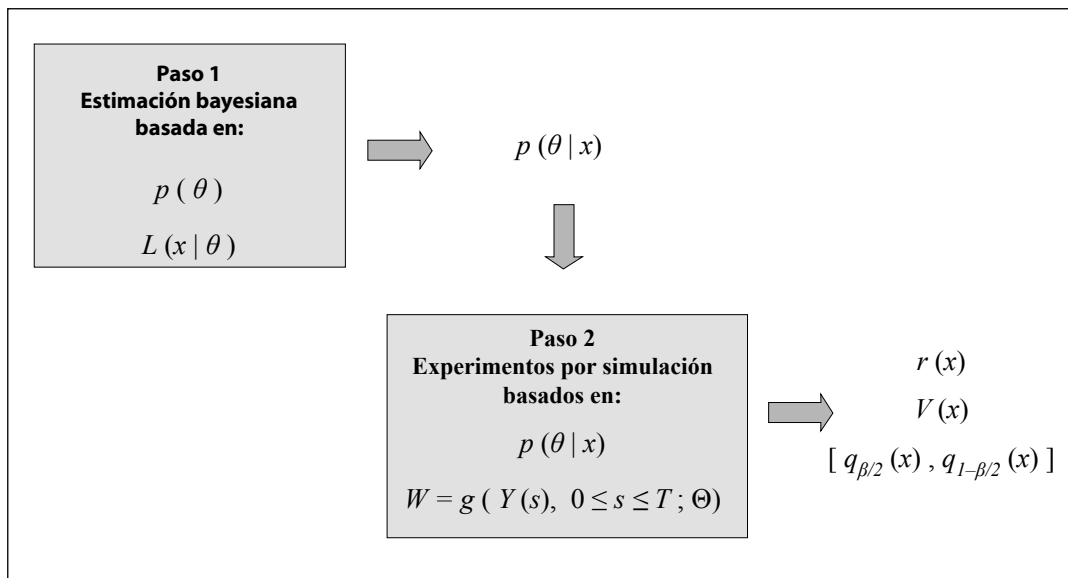 Paso 1
Estimación bayesiana
basada en:
p ( θ )
L (x | θ )
p (θ | x)
Paso 2
Experimentos por simulación
basados en:
p (θ | x)
W = g ( Y (s), 0 ≤ s ≤ T ; Θ)
r (x)
V (x)
[ q_{β/2} (x) , q_{1–β/2} (x) ]